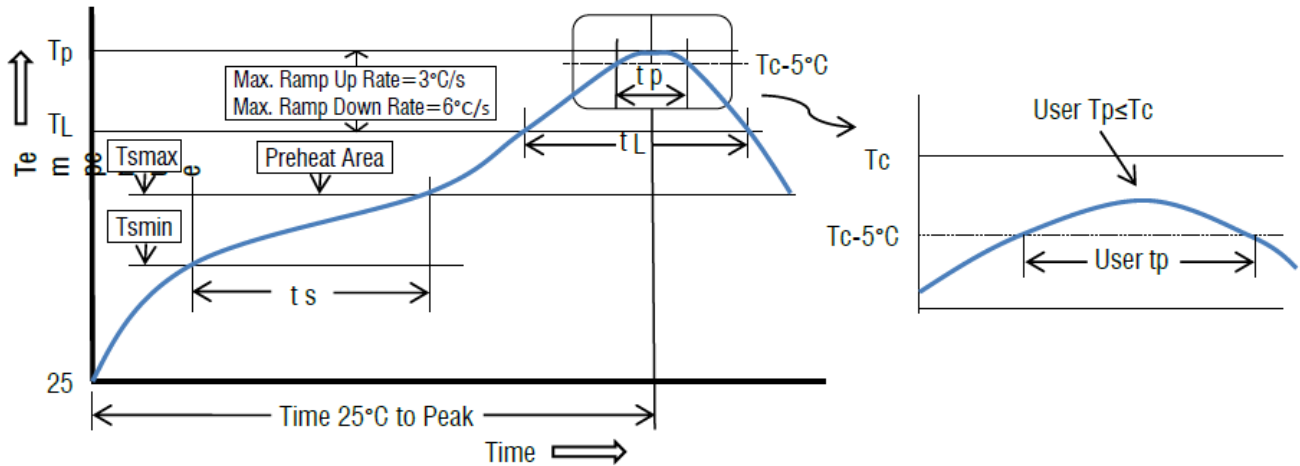 Tp
Max. Ramp Up Rate=3°C/s
Max. Ramp Down Rate=6°C/s
t p
Tc-5°C
TL
t L
Tsmax
Preheat Area
Tsmin
t s
25
Time 25°C to Peak
Time
User Tp≤Tc
Tc
Tc-5°C
User tp